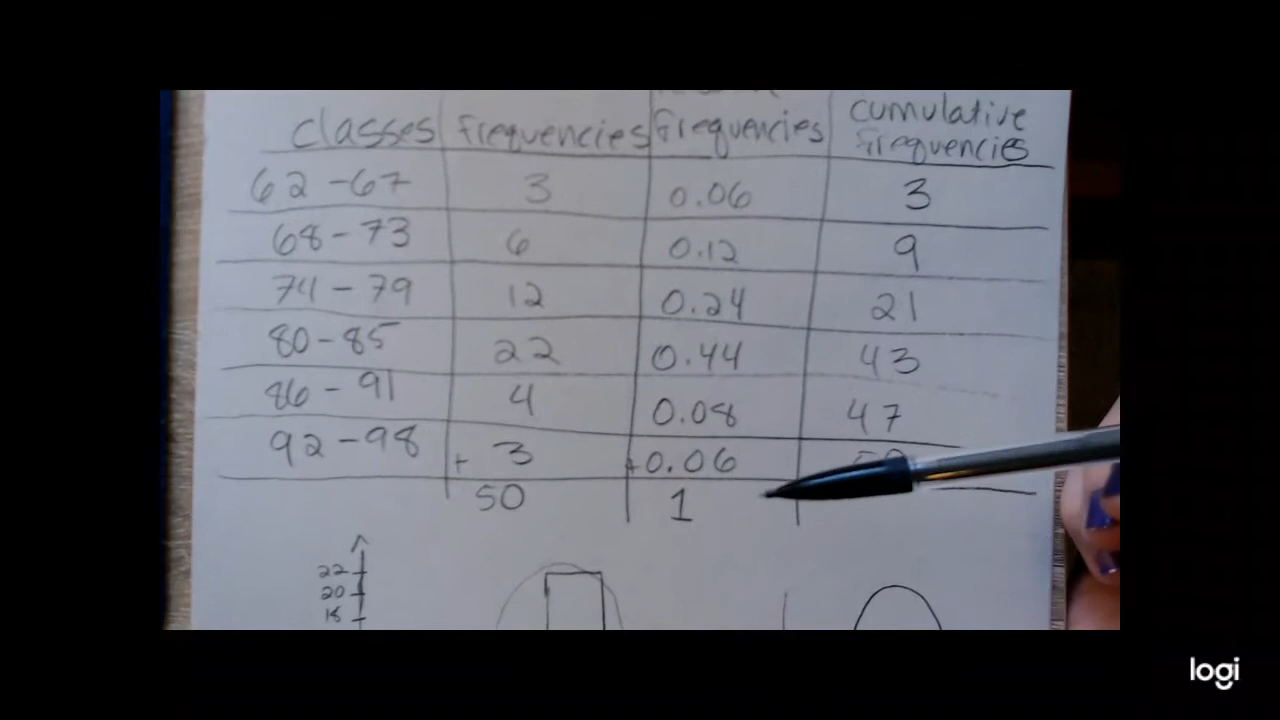 classes frequencies frequencies cumulative frequencies
62-67 3 0.06 3
68-73 6 0.12 9
74-79 12 0.24 21
80-85 22 0.44 43
86-91 4 0.08 47
92-98 + 3 +0.06
50 1
22
20
18
logi